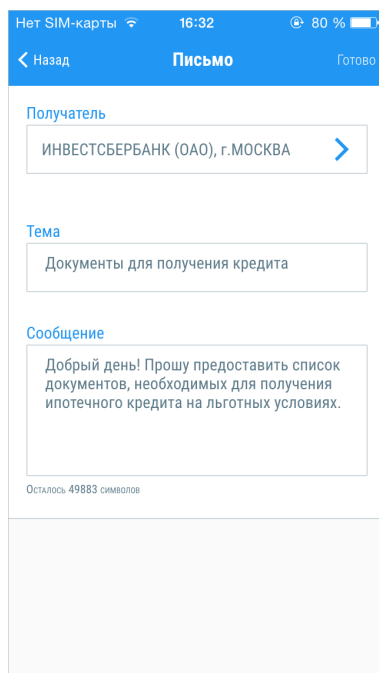 Нет SIM-карты 16:32 80 %
Назад Письмо Готово
Получатель
ИНВЕСТСБЕРБАНК (ОАО), г.МОСКВА
Тема
Документы для получения кредита
Сообщение
Добрый день! Прошу предоставить список
документов, необходимых для получения
ипотечного кредита на льготных условиях.
Осталось 49883 символов